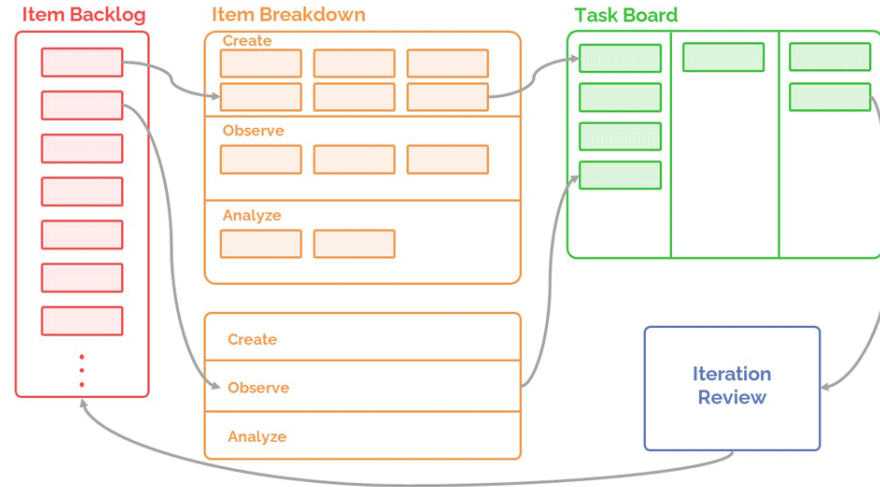 Item Backlog
Item Breakdown
Task Board
Create
Observe
Analyze
Create
Observe
Analyze
Iteration
Review